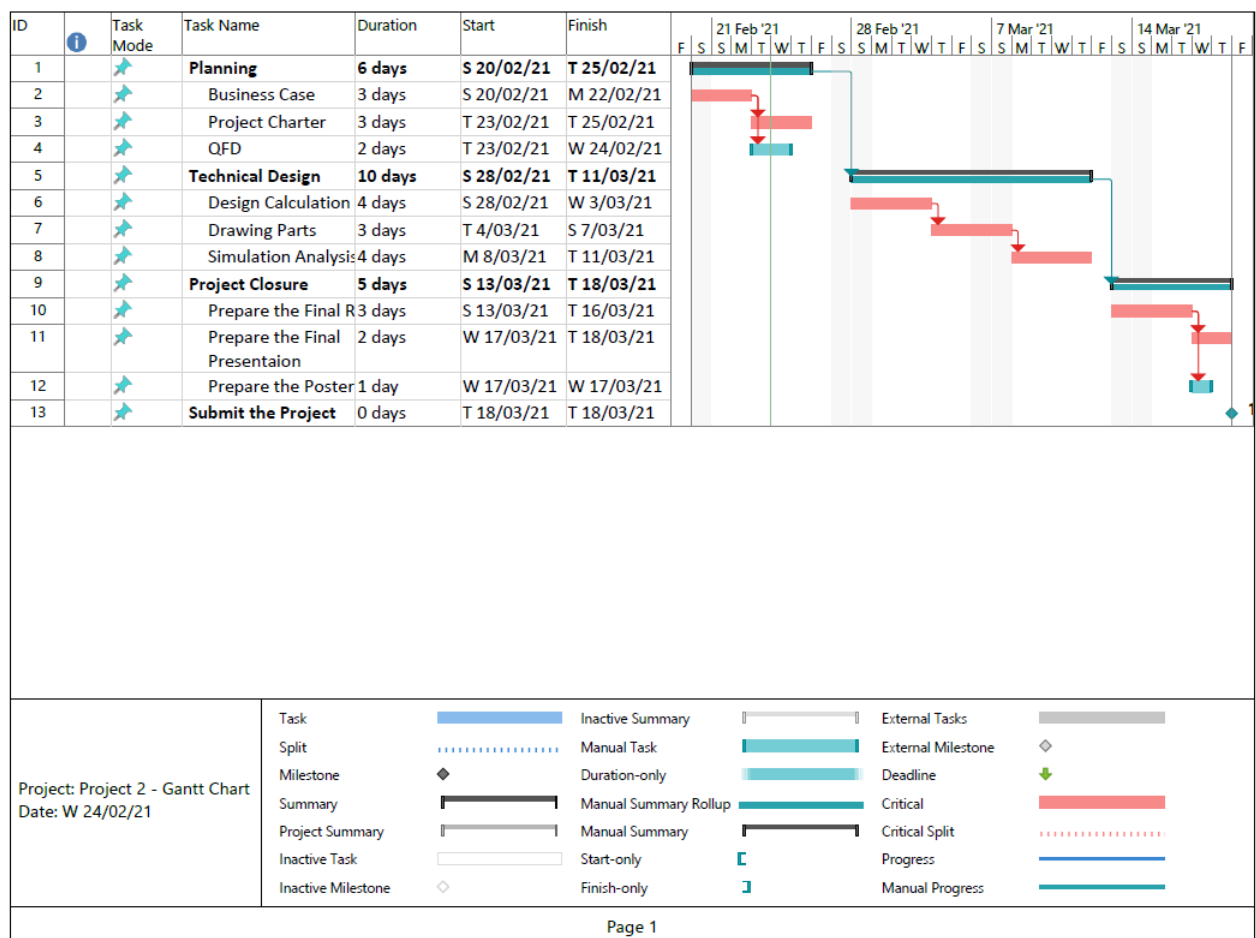 ID Task Mode Task Name Duration Start Finish
21 Feb '21 28 Feb '21 7 Mar '21 14 Mar '21
F S S M T W T F S S M T W T F S S M T W T F S S M T W T F
1 Planning 6 days S 20/02/21 T 25/02/21
2 Business Case 3 days S 20/02/21 M 22/02/21
3 Project Charter 3 days T 23/02/21 T 25/02/21
4 QFD 2 days T 23/02/21 W 24/02/21
5 Technical Design 10 days S 28/02/21 T 11/03/21
6 Design Calculation 4 days S 28/02/21 W 3/03/21
7 Drawing Parts 3 days T 4/03/21 S 7/03/21
8 Simulation Analysis 4 days M 8/03/21 T 11/03/21
9 Project Closure 5 days S 13/03/21 T 18/03/21
10 Prepare the Final R 3 days S 13/03/21 T 16/03/21
11 Prepare the Final 2 days W 17/03/21 T 18/03/21
Presentaion
12 Prepare the Poster 1 day W 17/03/21 W 17/03/21
13 Submit the Project 0 days T 18/03/21 T 18/03/21
Project: Project 2 - Gantt Chart
Date: W 24/02/21
Task Inactive Summary External Tasks
Split Manual Task External Milestone
Milestone Duration-only Deadline
Summary Manual Summary Rollup Critical
Project Summary Manual Summary Critical Split
Inactive Task Start-only Progress
Inactive Milestone Finish-only Manual Progress
Page 1